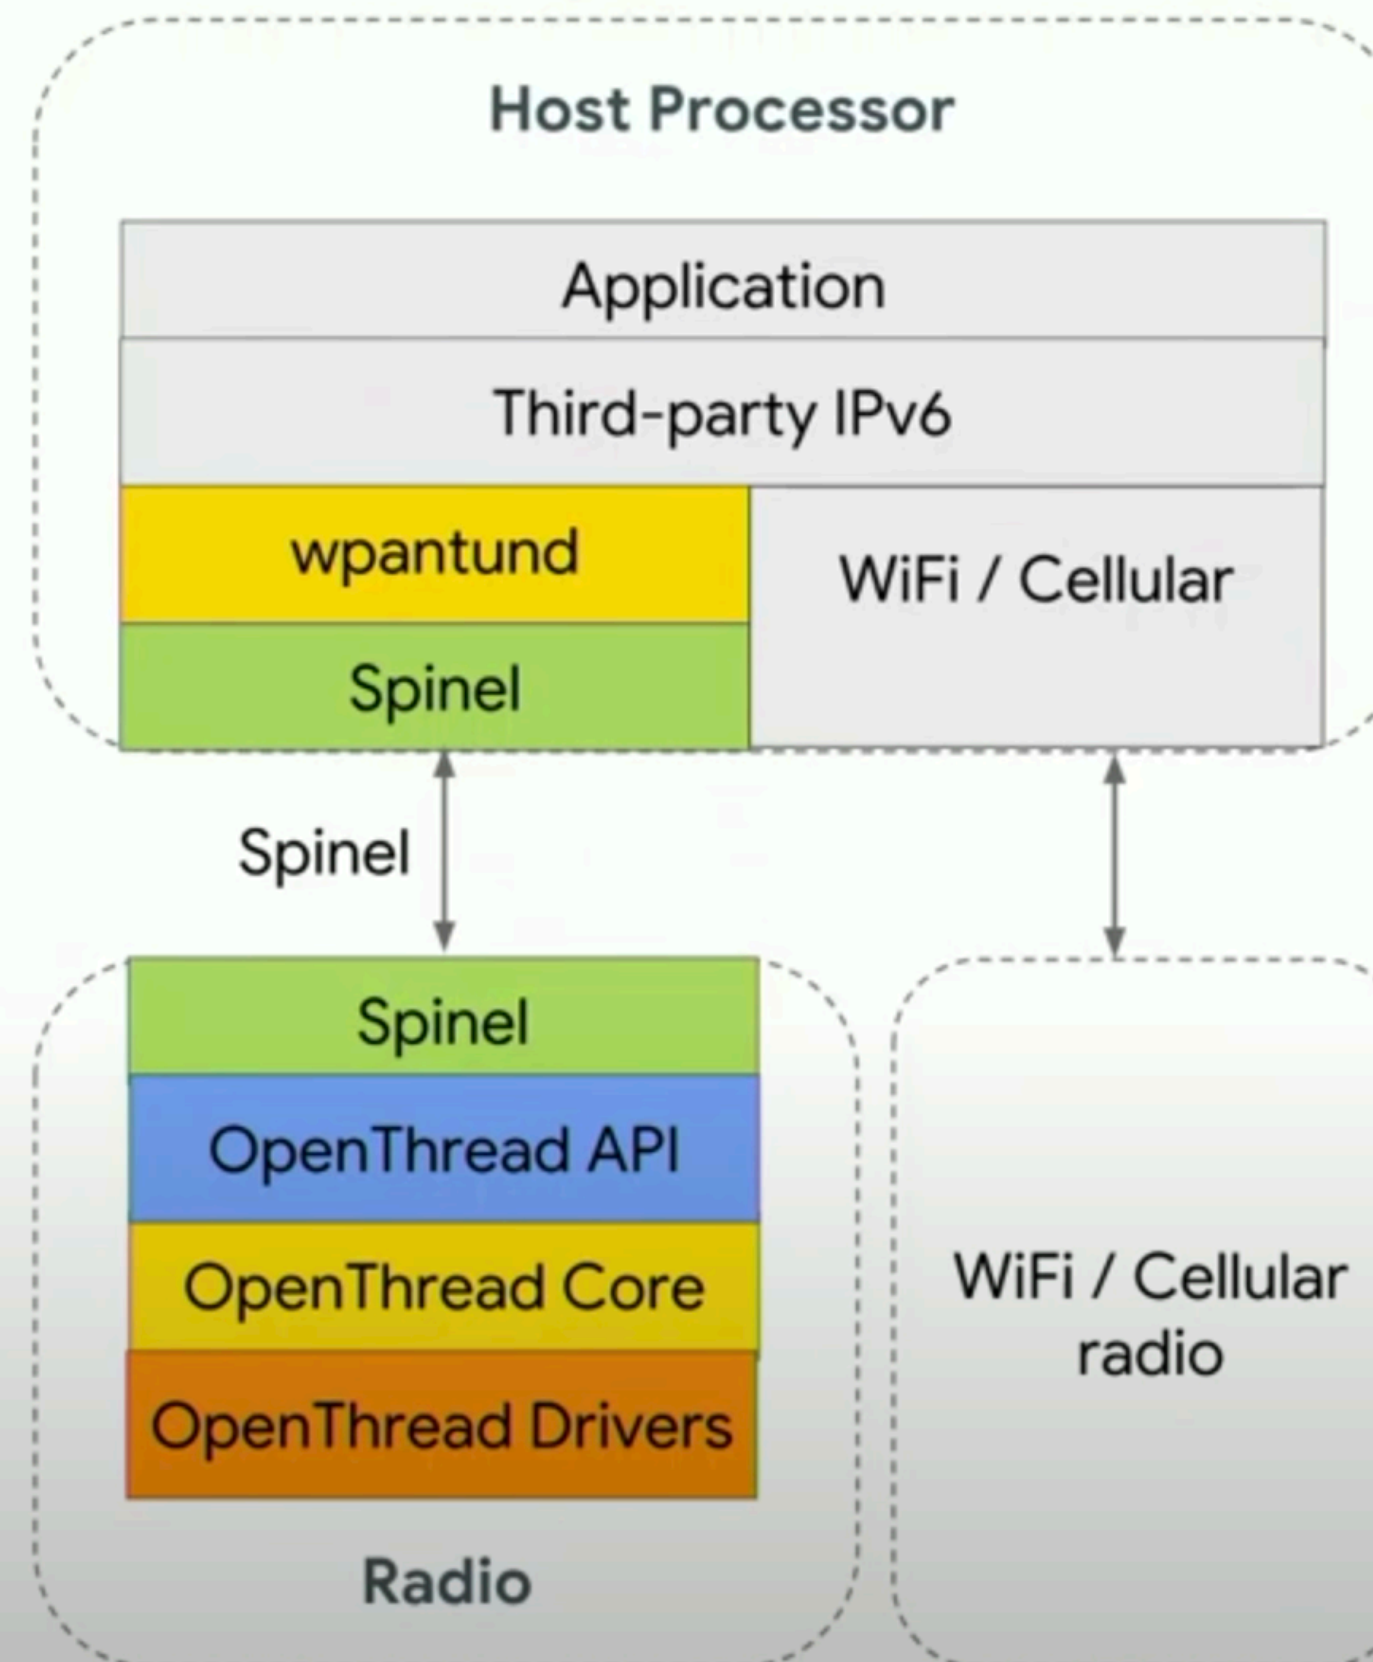 Host Processor
Application
Third-party IPv6
wpantund
WiFi / Cellular
Spinel
Spinel
Spinel
OpenThread API
OpenThread Core
OpenThread Drivers
Radio
WiFi / Cellular
radio